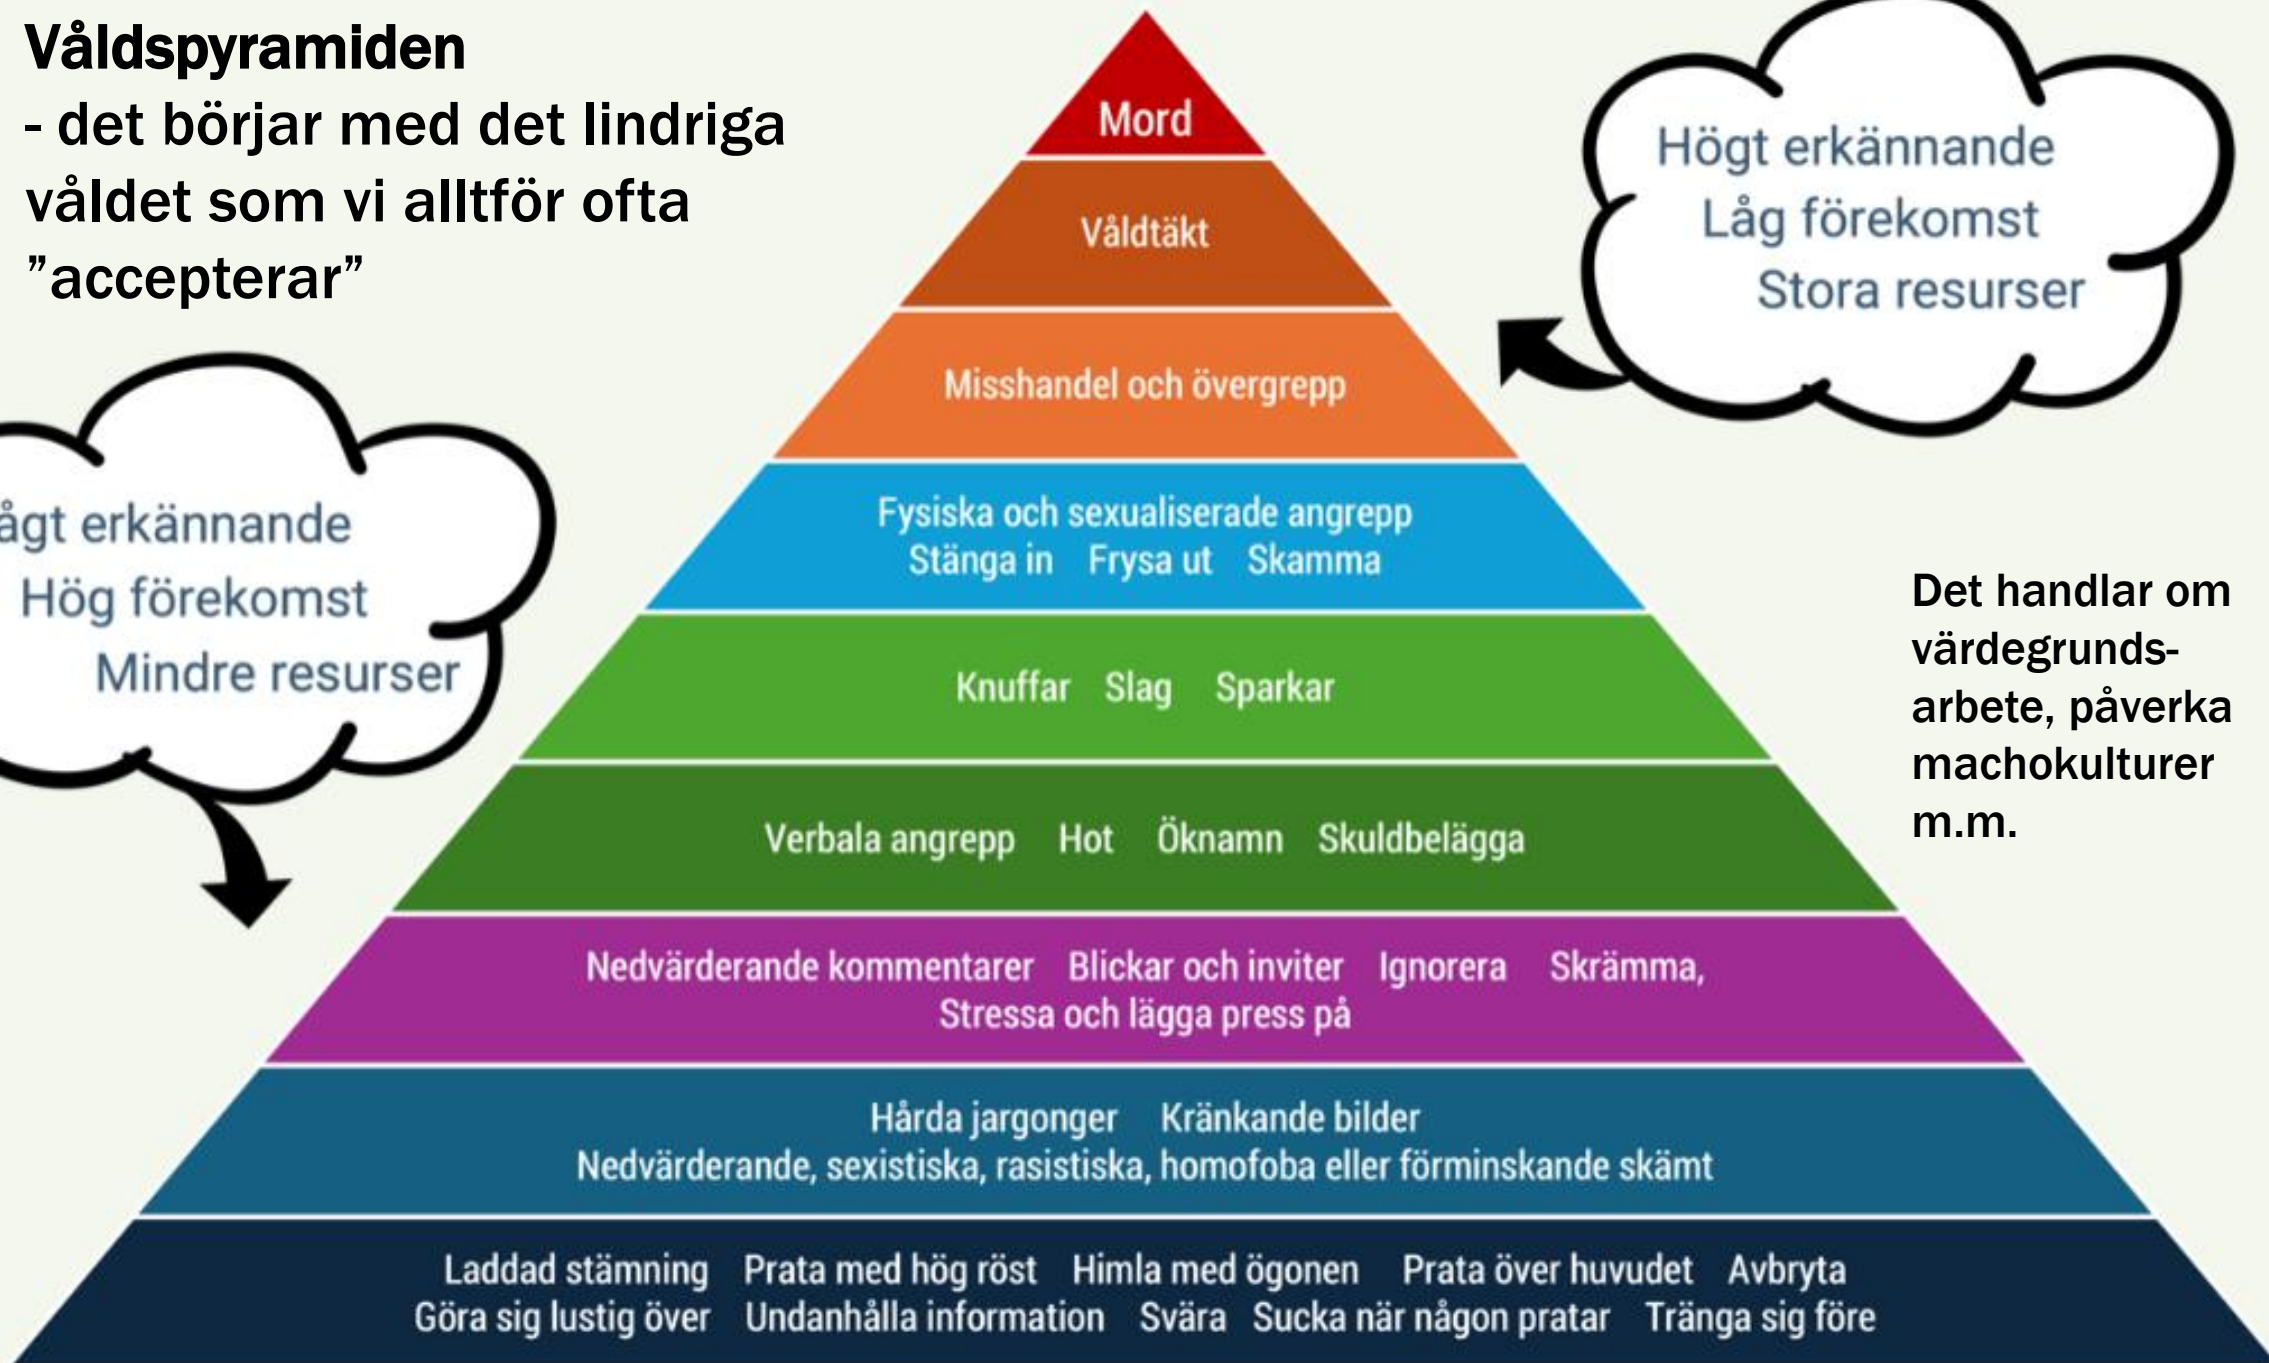 Våldspyramiden
- det börjar med det lindriga
våldet som vi alltför ofta
”accepterar”
Mord
Våldtäkt
Misshandel och övergrepp
Fysiska och sexualiserade angrepp
Stänga in Frysa ut Skamma
Knuffar Slag Sparkar
Verbala angrepp Hot Öknamn Skuldbelägga
Nedvärderande kommentarer Blickar och inviter Ignorera Skrämma,
Stressa och lägga press på
Hårda jargonger Kränkande bilder
Nedvärderande, sexistiska, rasistiska, homofoba eller förminskande skämt
Laddad stämning Prata med hög röst Himla med ögonen Prata över huvudet Avbryta
Göra sig lustig över Undanhålla information Svära Sucka när någon pratar Tränga sig före
Högt erkännande
Låg förekomst
Stora resurser
ågt erkännande
Hög förekomst
Mindre resurser
Det handlar om
värdegrunds-
arbete, påverka
machokulturer
m.m.